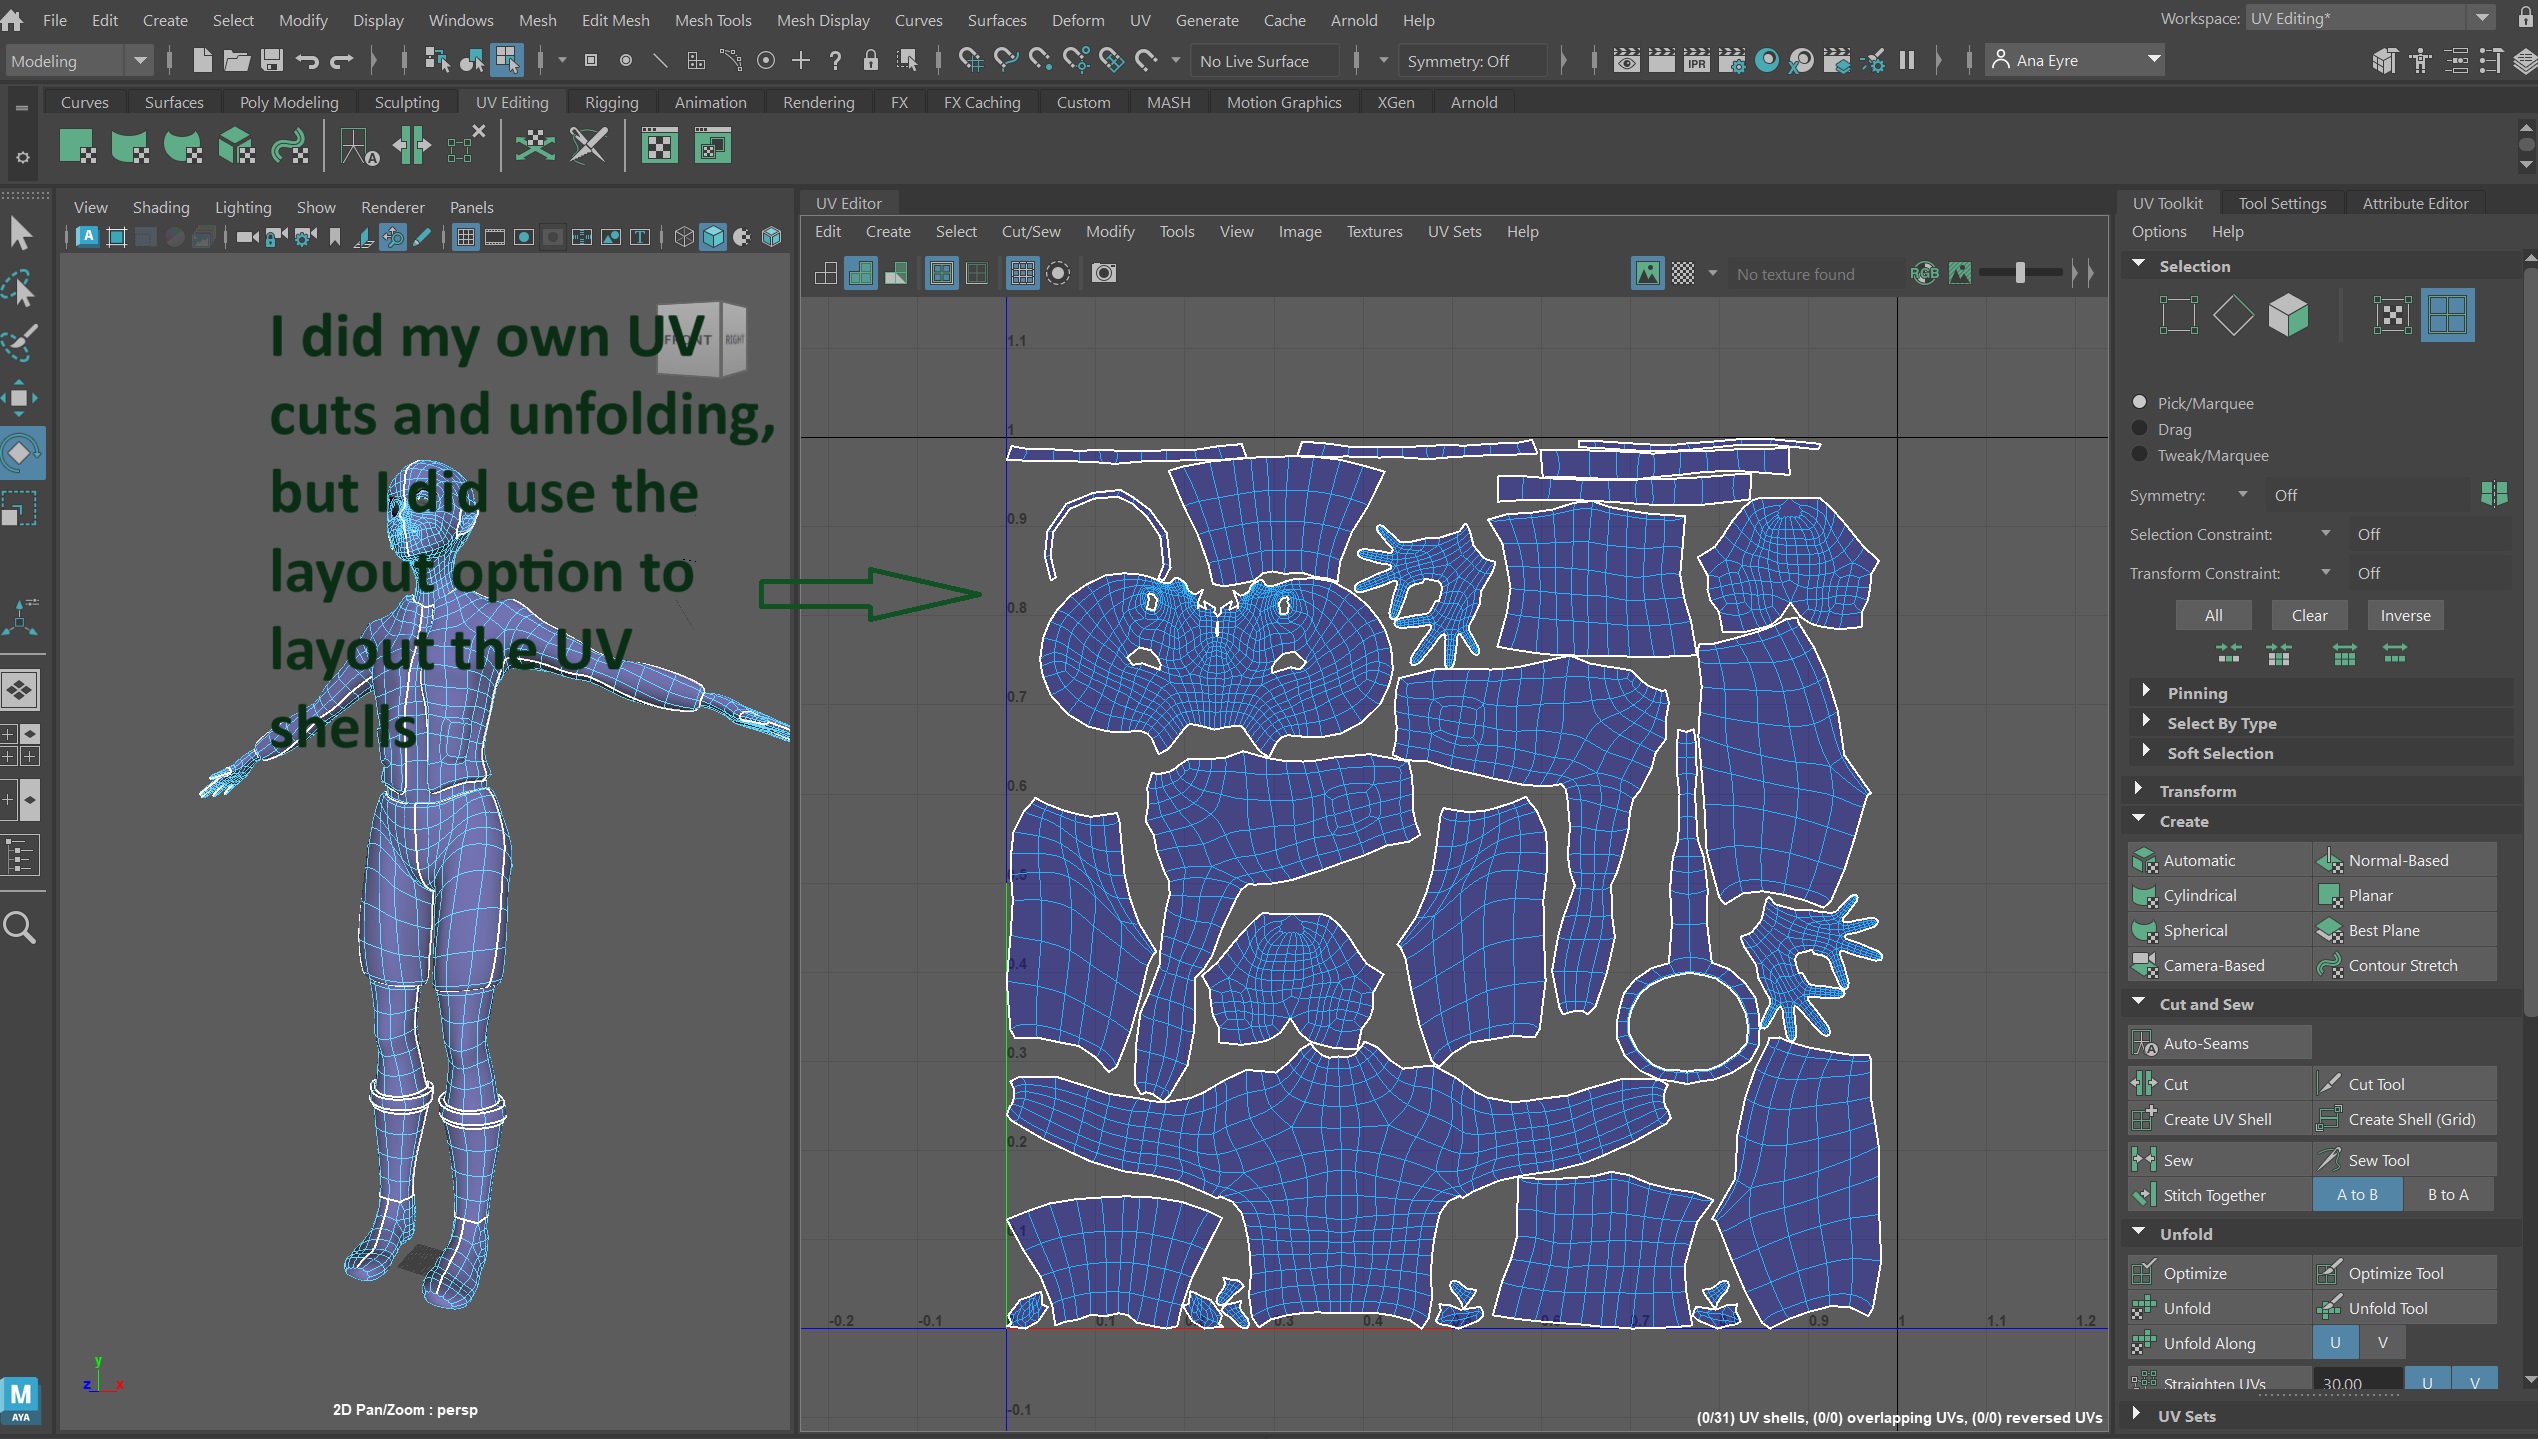 File Edit Create Select Modify Display Windows Mesh Edit Mesh Mesh Tools Mesh Display Curves Surfaces Deform UV Generate Cache Arnold Help
Workspace: UV Editing*
Modeling No Live Surface Symmetry: Off IPR Ana Eyre
Curves Surfaces Poly Modeling Sculpting UV Editing Rigging Animation Rendering FX FX Caching Custom MASH Motion Graphics XGen Arnold
View Shading Lighting Show Renderer Panels
I did my own UV
cuts and unfolding,
but I did use the
layout option to
layout the UV
shells
RIGHT
y
z x
2D Pan/Zoom : persp
M
AYA
UV Editor
Edit Create Select Cut/Sew Modify Tools View Image Textures UV Sets Help
No texture found RGB
1.1
1
0.9
0.8
0.7
0.6
0.4
0.3
0.2
-0.2 -0.1 0.1 0.3 0.4 0.7 0.9 1 1.1 1.2
-0.1
(0/31) UV shells, (0/0) overlapping UVs, (0/0) reversed UVs
UV Toolkit Tool Settings Attribute Editor
Options Help
Selection
Pick/Marquee
Drag
Tweak/Marquee
Symmetry: Off
Selection Constraint: Off
Transform Constraint: Off
All Clear Inverse
Pinning
Select By Type
Soft Selection
Transform
Create
Automatic Normal-Based
Cylindrical Planar
Spherical Best Plane
Camera-Based Contour Stretch
Cut and Sew
Auto-Seams
Cut Cut Tool
Create UV Shell Create Shell (Grid)
Sew Sew Tool
Stitch Together A to B B to A
Unfold
Optimize Optimize Tool
Unfold Unfold Tool
Unfold Along U V
Straighten UVs 30.00 U V
UV Sets